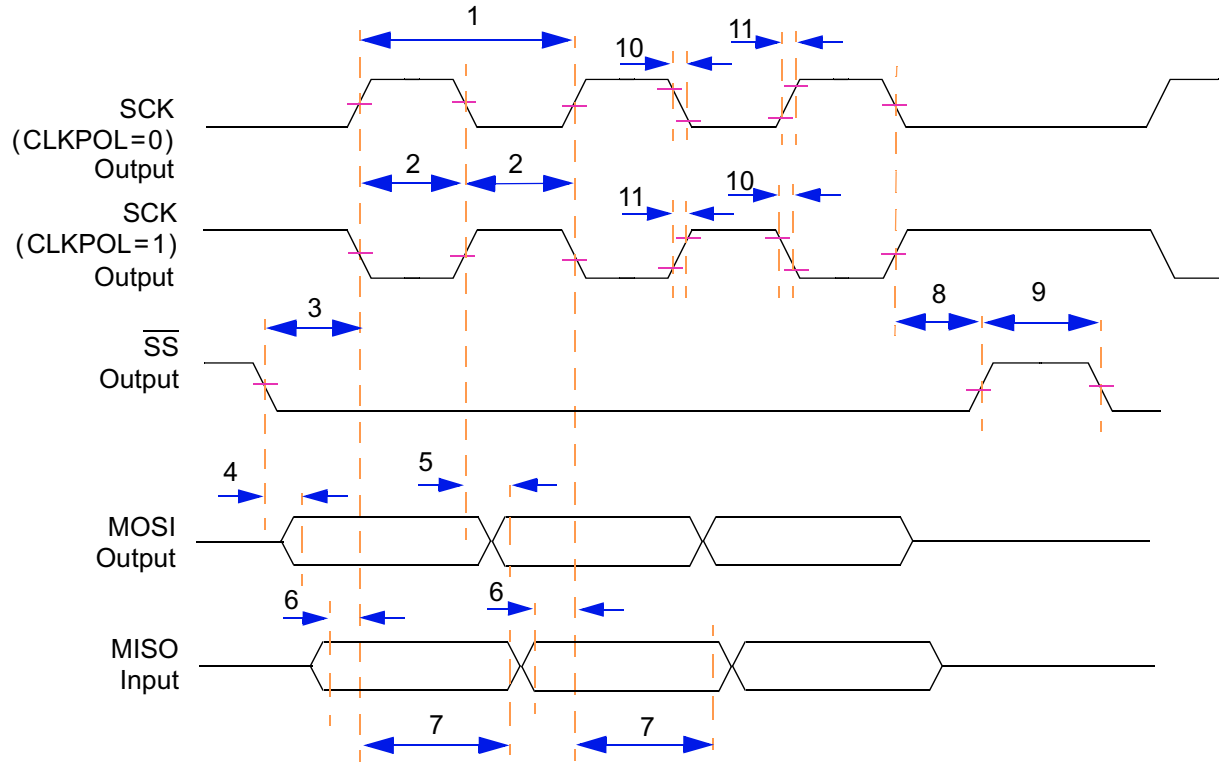 1
10
11
SCK
(CLKPOL=0)
Output
2
2
SCK
(CLKPOL=1)
Output
11
10
3
8
9
SS
Output
4
5
MOSI
Output
6
6
MISO
Input
7
7